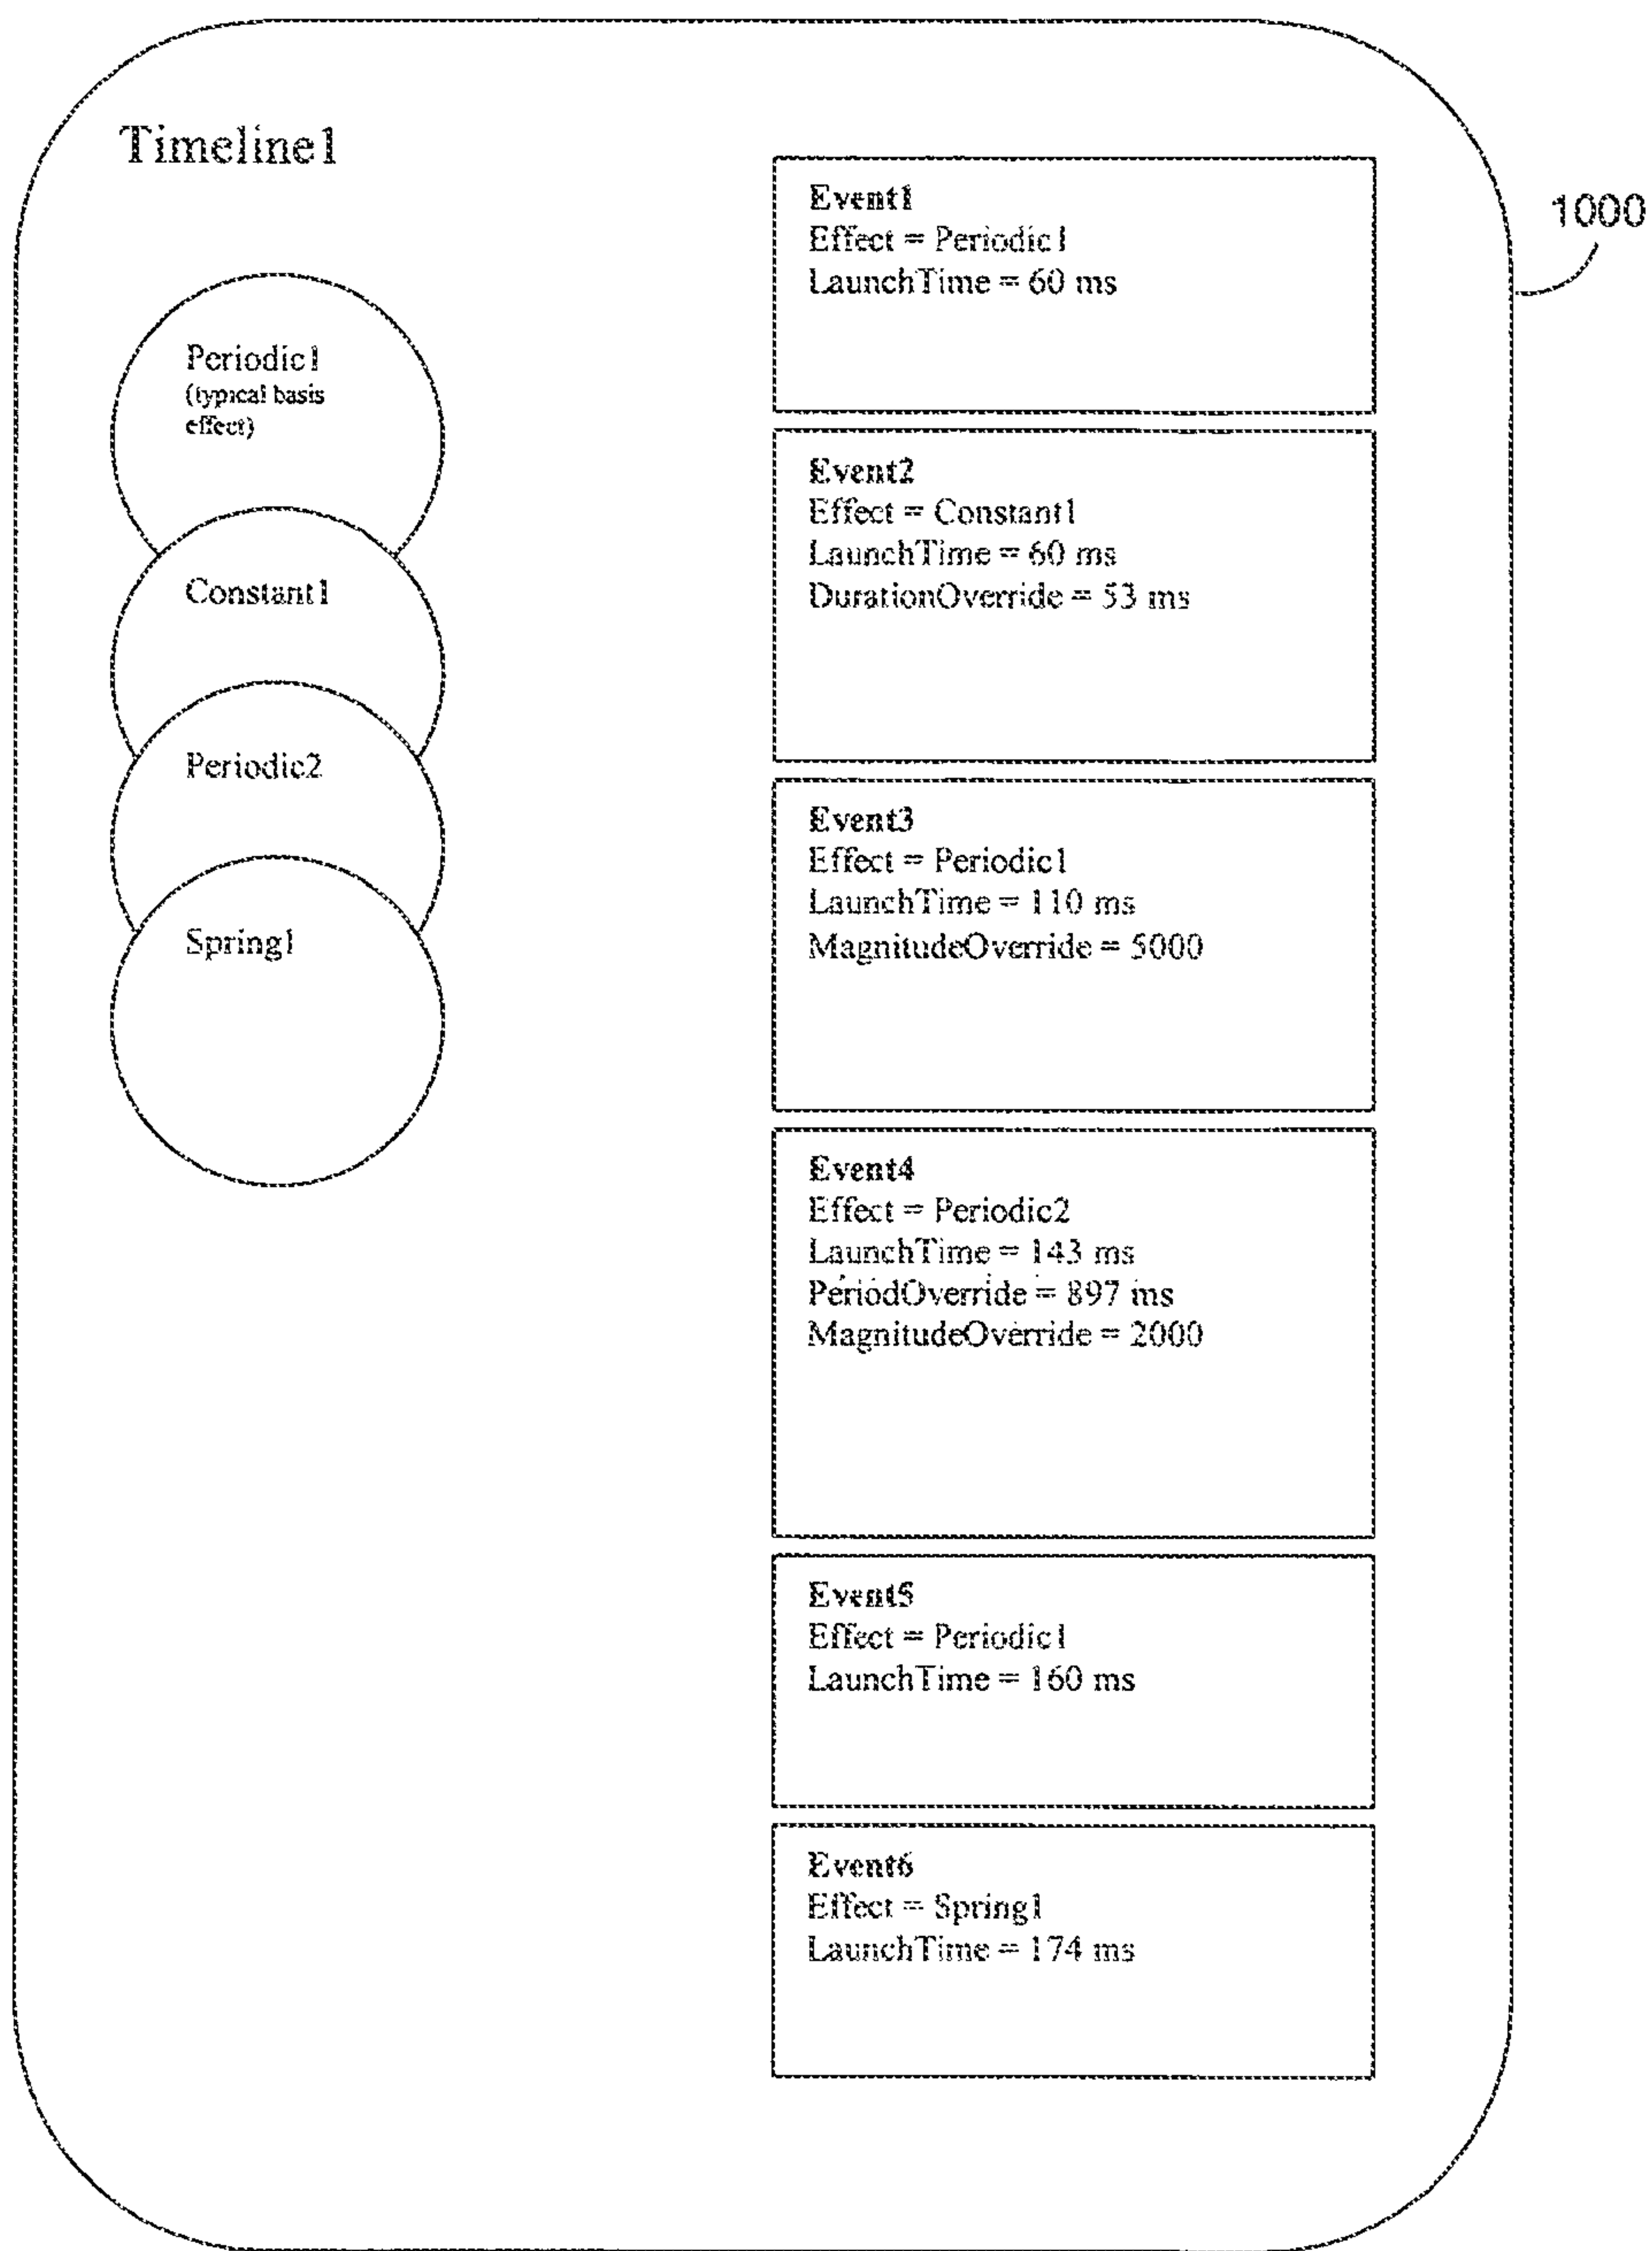 Timeline1
1000
Periodic1
(typical basis
effect)
Constant1
Periodic2
Spring1
Event1
Effect = Periodic1
LaunchTime = 60 ms
Event2
Effect = Constant1
LaunchTime = 60 ms
DurationOverride = 53 ms
Event3
Effect = Periodic1
LaunchTime = 110 ms
MagnitudeOverride = 5000
Event4
Effect = Periodic2
LaunchTime = 143 ms
PeriodOverride = 897 ms
MagnitudeOverride = 2000
Event5
Effect = Periodic1
LaunchTime = 160 ms
Event6
Effect = Spring1
LaunchTime = 174 ms